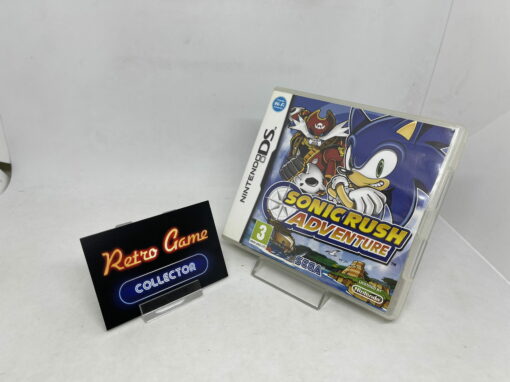 Retro Game
COLLECTOR
NINTENDO DS
SONIC RUSH
ADVENTURE
3
SEGA
Nintendo